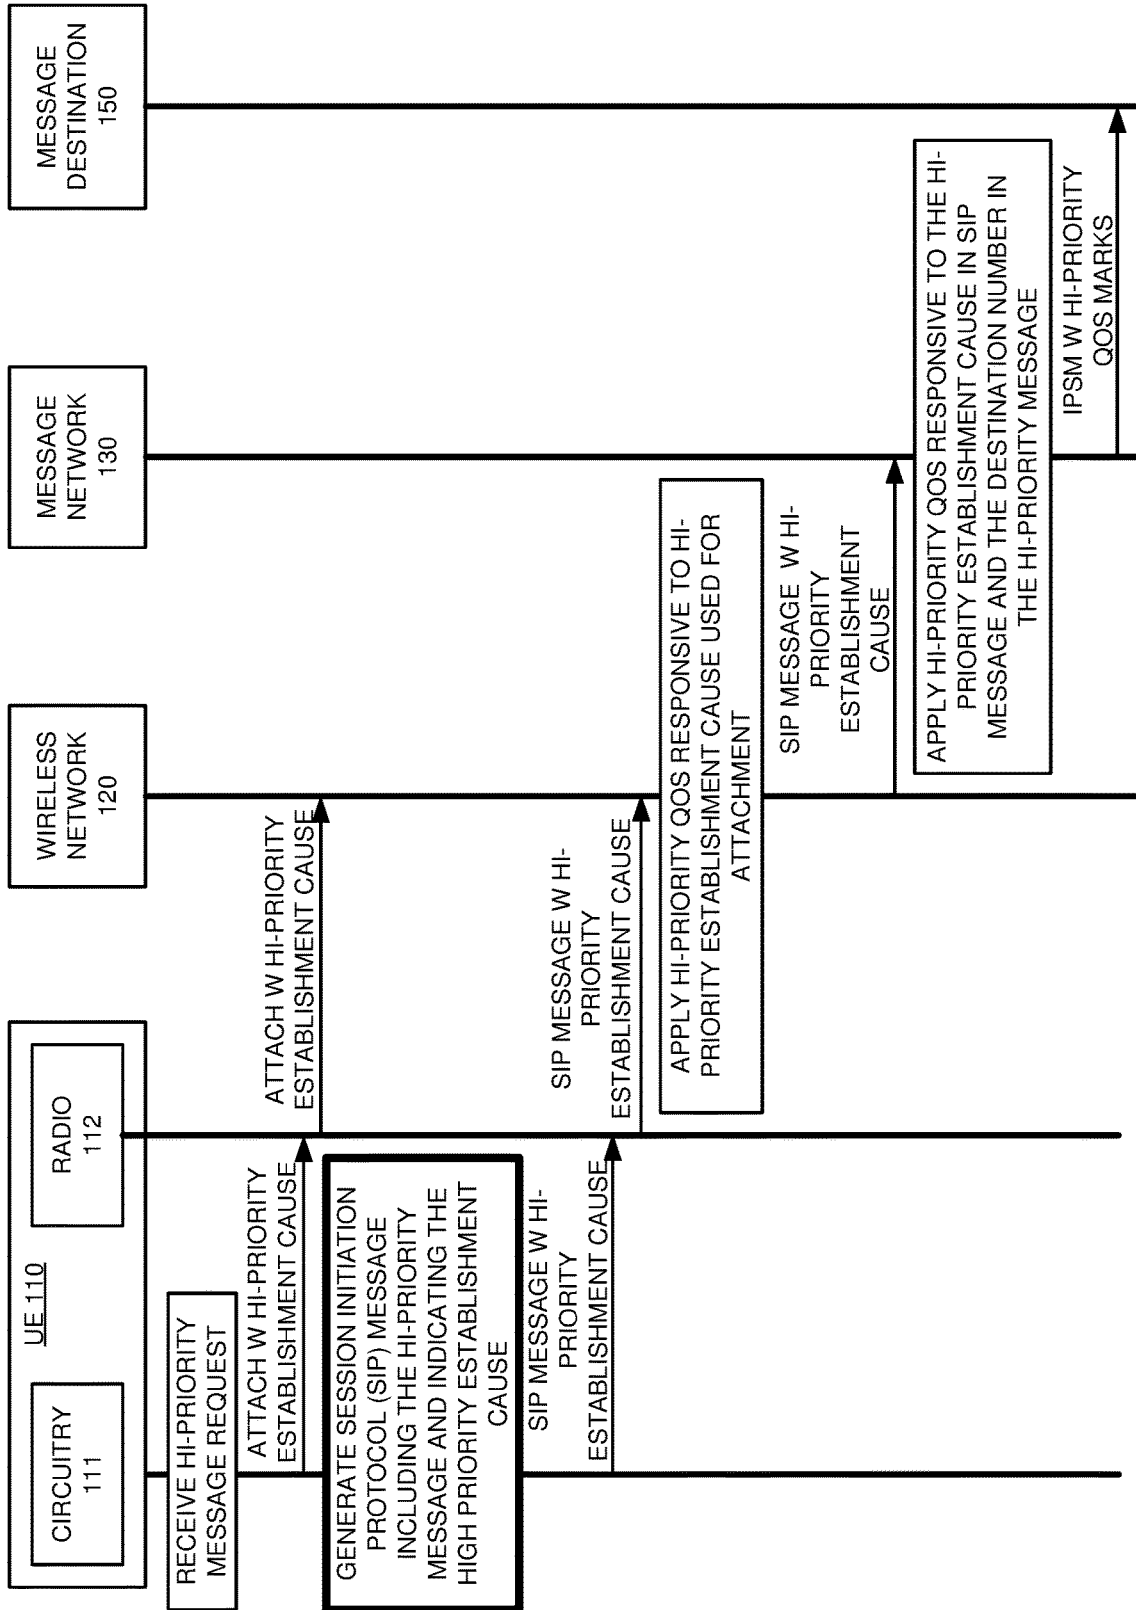 UE 110
CIRCUITRY
111
RADIO
112
WIRELESS
NETWORK
120
MESSAGE
NETWORK
130
MESSAGE
DESTINATION
150
RECEIVE HI-PRIORITY
MESSAGE REQUEST
ATTACH W HI-PRIORITY
ESTABLISHMENT CAUSE
ATTACH W HI-PRIORITY
ESTABLISHMENT CAUSE
GENERATE SESSION INITIATION
PROTOCOL (SIP) MESSAGE
INCLUDING THE HI-PRIORITY
MESSAGE AND INDICATING THE
HIGH PRIORITY ESTABLISHMENT
CAUSE
SIP MESSAGE W HI-
PRIORITY
ESTABLISHMENT CAUSE
SIP MESSAGE W HI-
PRIORITY
ESTABLISHMENT CAUSE
APPLY HI-PRIORITY QOS RESPONSIVE TO HI-
PRIORITY ESTABLISHMENT CAUSE USED FOR
ATTACHMENT
SIP MESSAGE W HI-
PRIORITY
ESTABLISHMENT
CAUSE
APPLY HI-PRIORITY QOS RESPONSIVE TO THE HI-
PRIORITY ESTABLISHMENT CAUSE IN SIP
MESSAGE AND THE DESTINATION NUMBER IN
THE HI-PRIORITY MESSAGE
IPSM W HI-PRIORITY
QOS MARKS